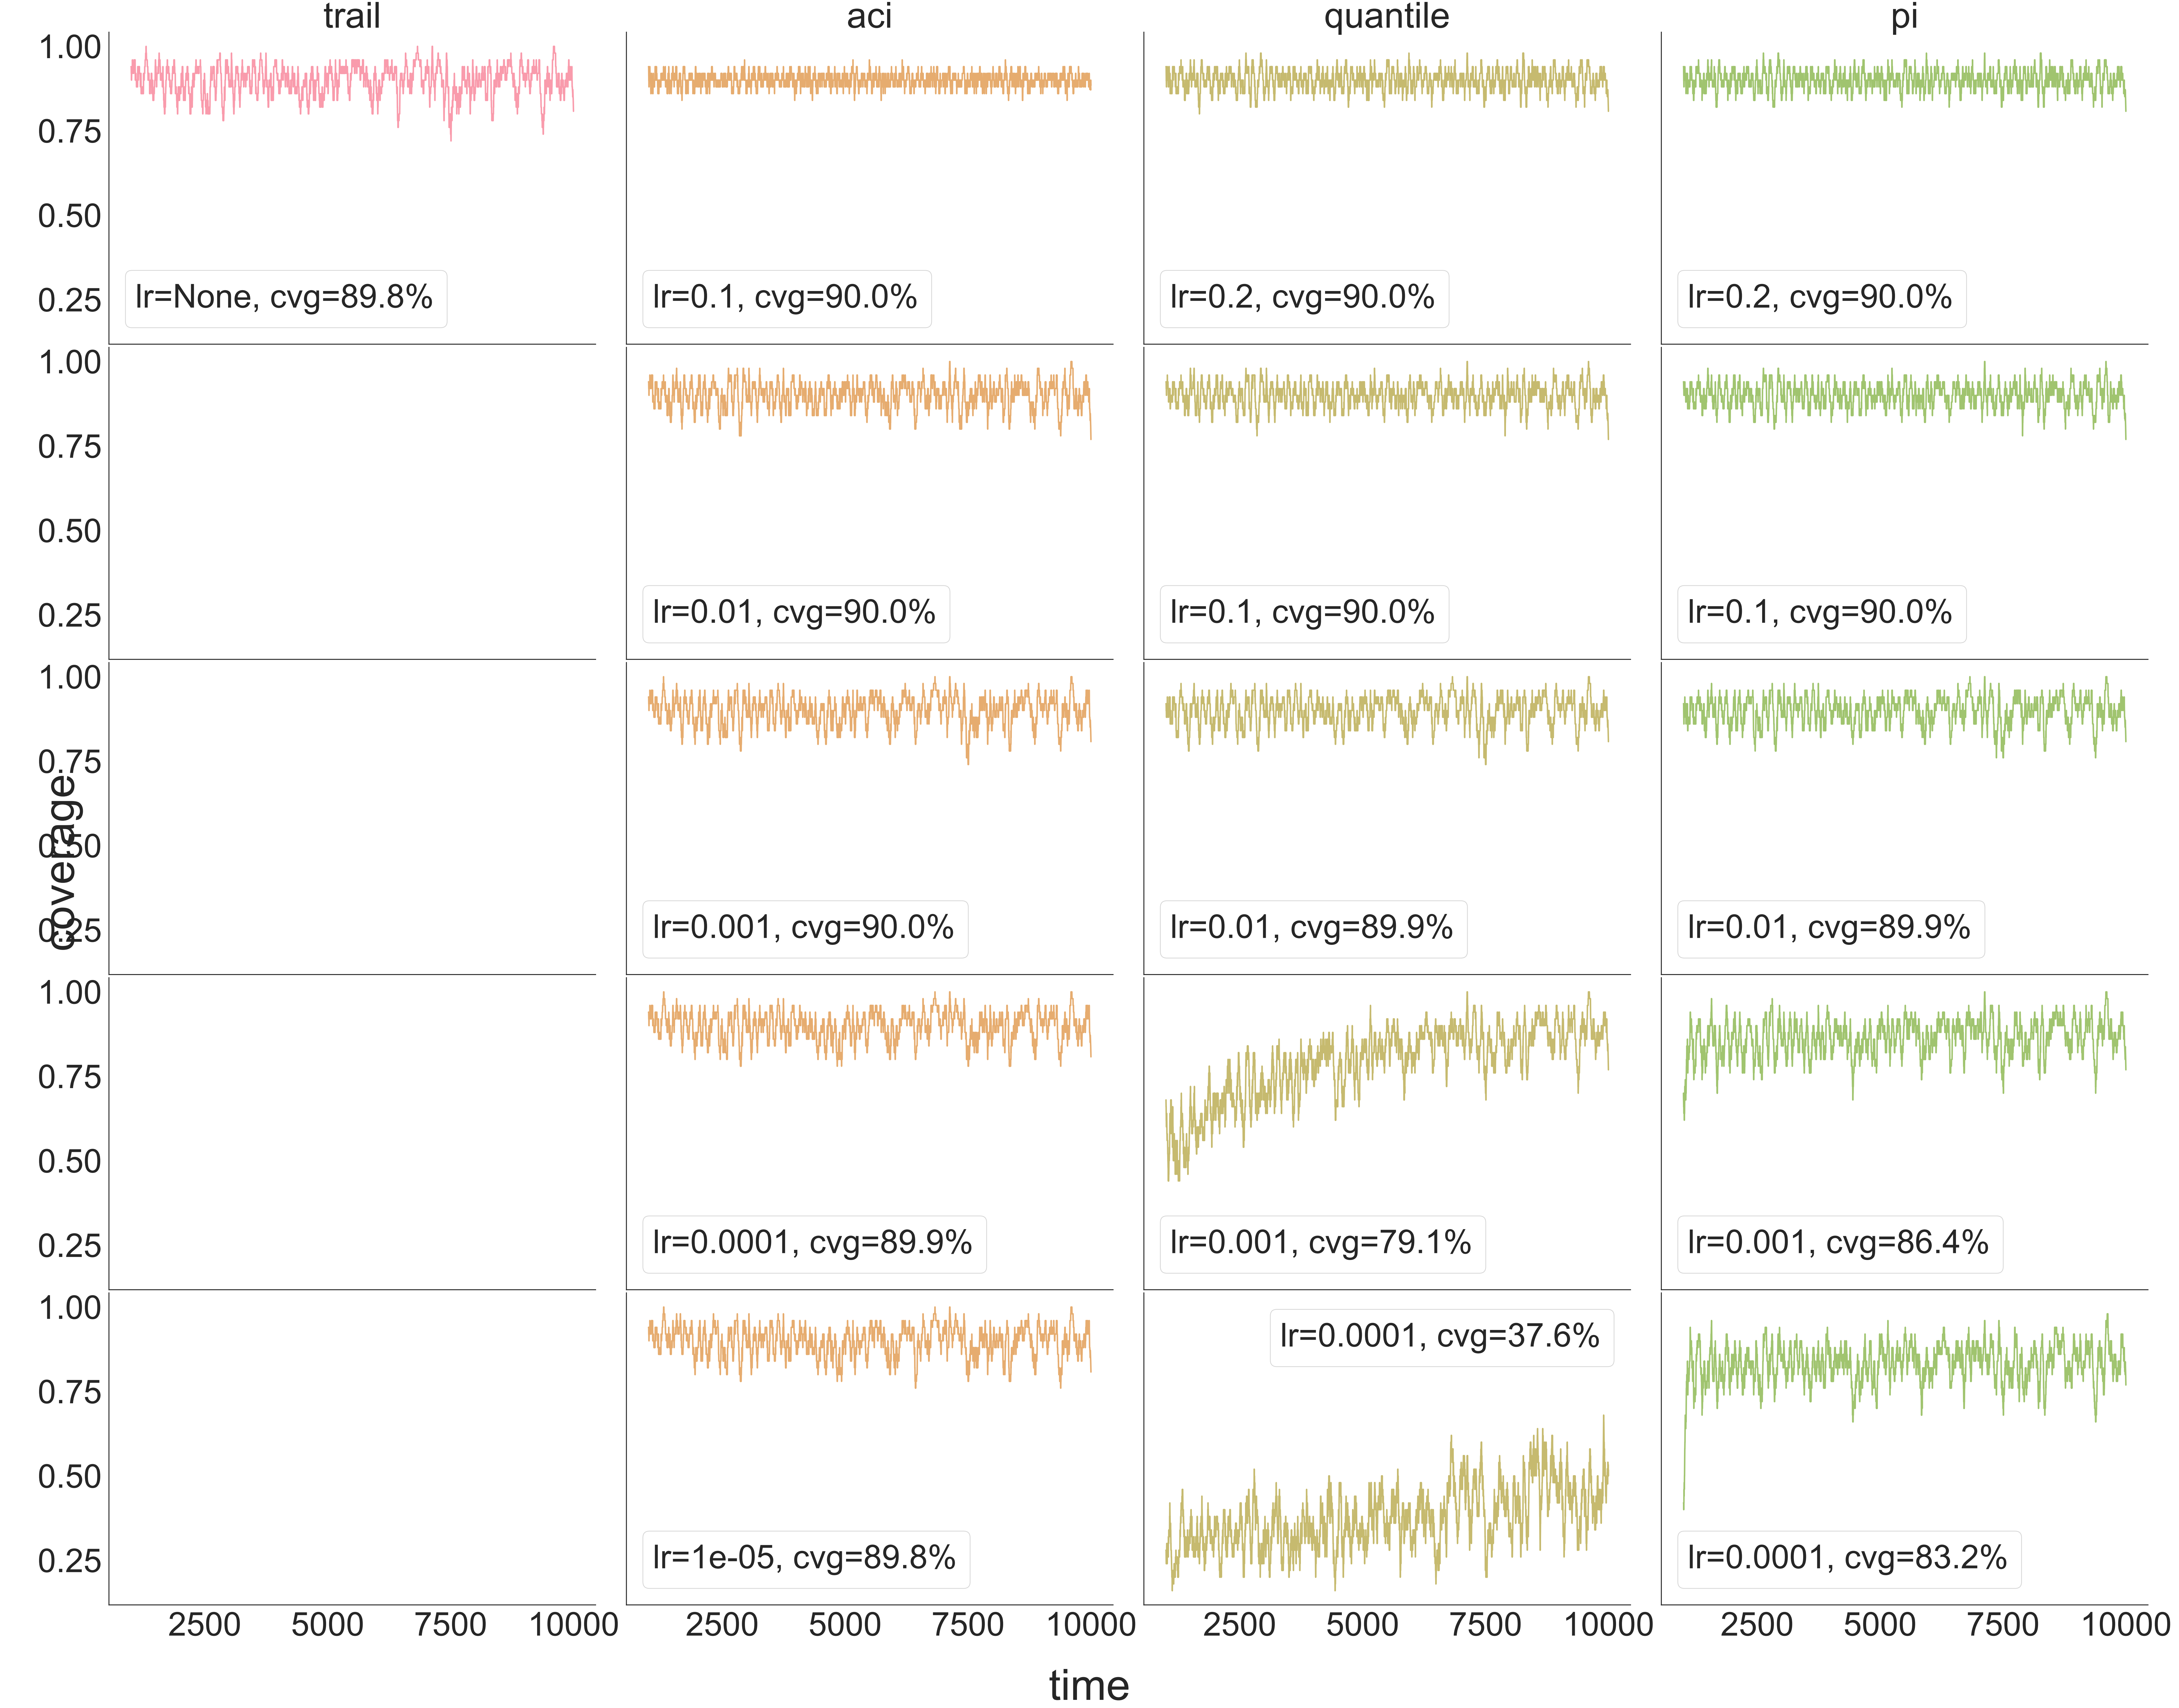 trail aci quantile pi
1.00
0.75
0.50
0.25
lr=None, cvg=89.8% lr=0.1, cvg=90.0% lr=0.2, cvg=90.0% lr=0.2, cvg=90.0%
1.00
0.75
0.50
0.25
lr=0.01, cvg=90.0% lr=0.1, cvg=90.0% lr=0.1, cvg=90.0%
1.00
0.75
0.50
0.25
coverage
lr=0.001, cvg=90.0% lr=0.01, cvg=89.9% lr=0.01, cvg=89.9%
1.00
0.75
0.50
0.25
lr=0.0001, cvg=89.9% lr=0.001, cvg=79.1% lr=0.001, cvg=86.4%
1.00
0.75
0.50
0.25
lr=1e-05, cvg=89.8% lr=0.0001, cvg=37.6% lr=0.0001, cvg=83.2%
2500 5000 7500 10000 2500 5000 7500 10000 2500 5000 7500 10000 2500 5000 7500 10000
time